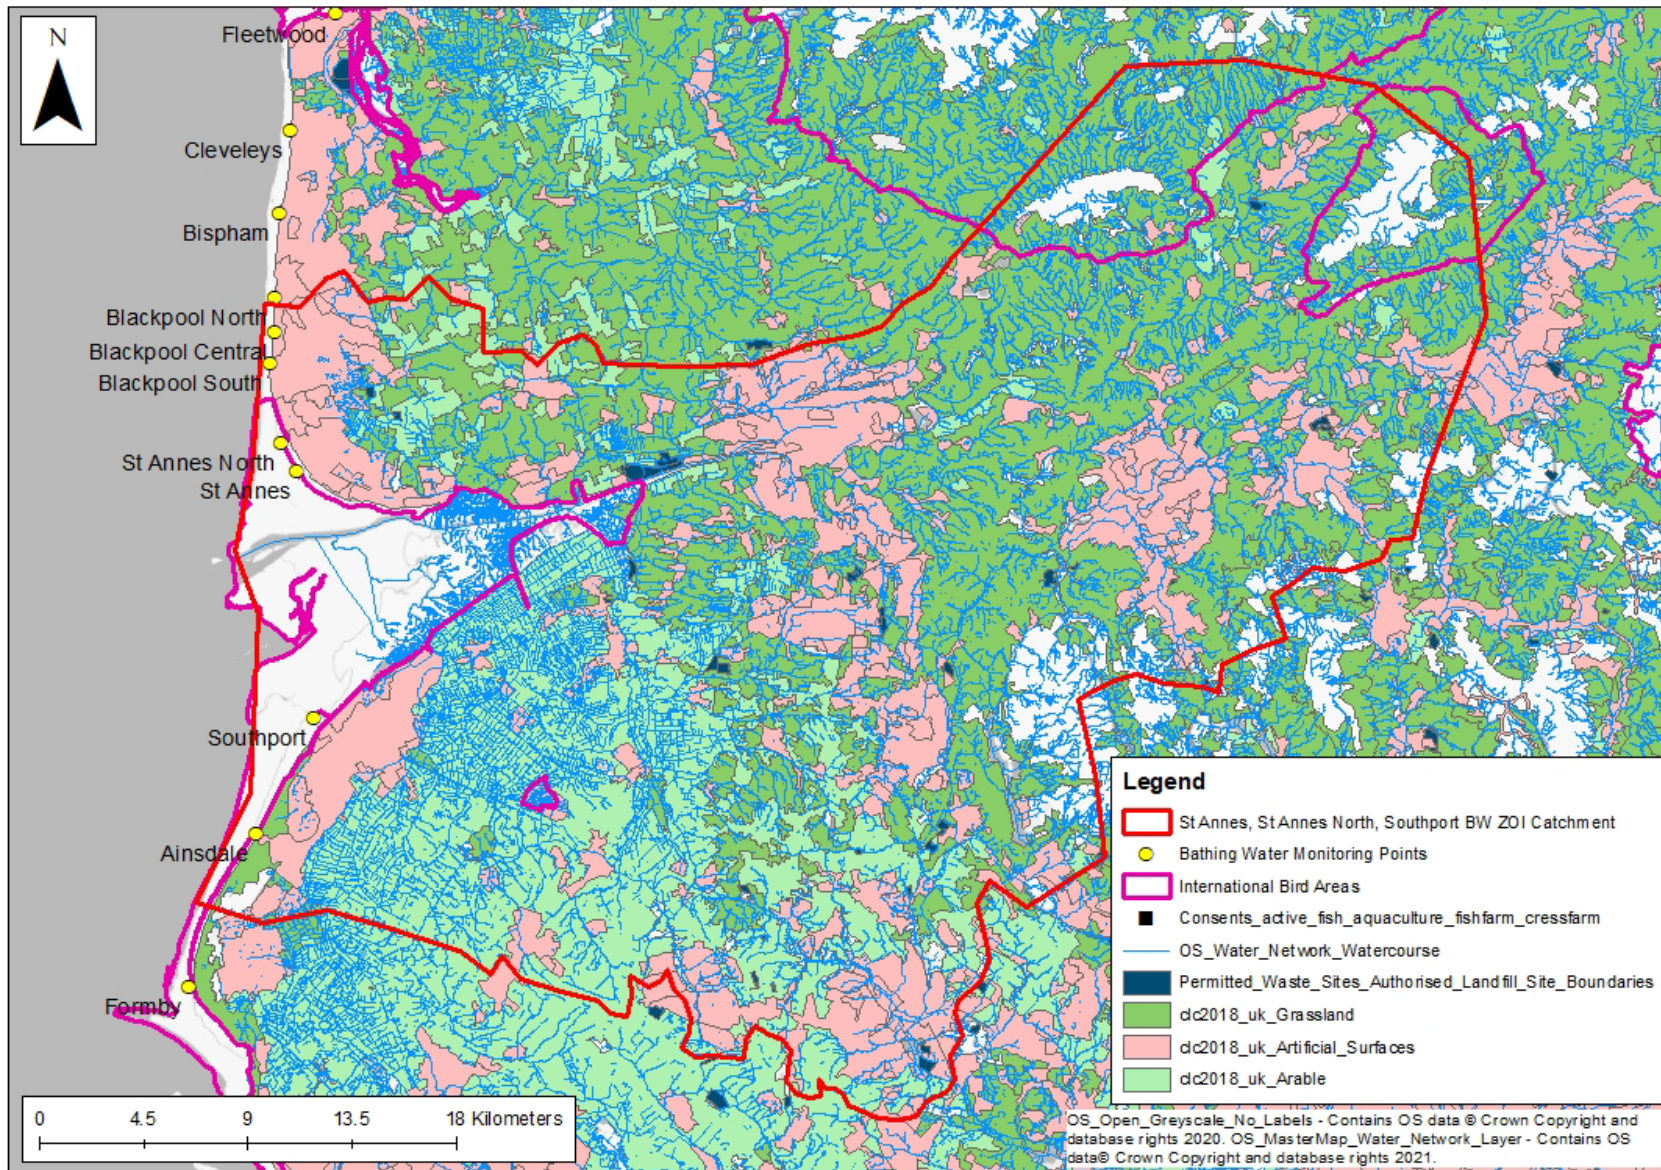 N
Fleetwood
Cleveleys
Bispham
Blackpool North
Blackpool Central
Blackpool South
St Annes North
St Annes
Southport
Ainsdale
Formby
Legend
St Annes, St Annes North, Southport BW ZOI Catchment
Bathing Water Monitoring Points
International Bird Areas
Consents_active_fish_aquaculture_fishfarm_cressfarm
OS_Water_Network_Watercourse
Permitted_Waste_Sites_Authorised_Landfill_Site_Boundaries
clc2018_uk_Grassland
clc2018_uk_Artificial_Surfaces
clc2018_uk_Arable
0 4.5 9 13.5 18 Kilometers
OS_Open_Greyscale_No_Labels - Contains OS data © Crown Copyright and
database rights 2020. OS_MasterMap_Water_Network_Layer - Contains OS
data© Crown Copyright and database rights 2021.